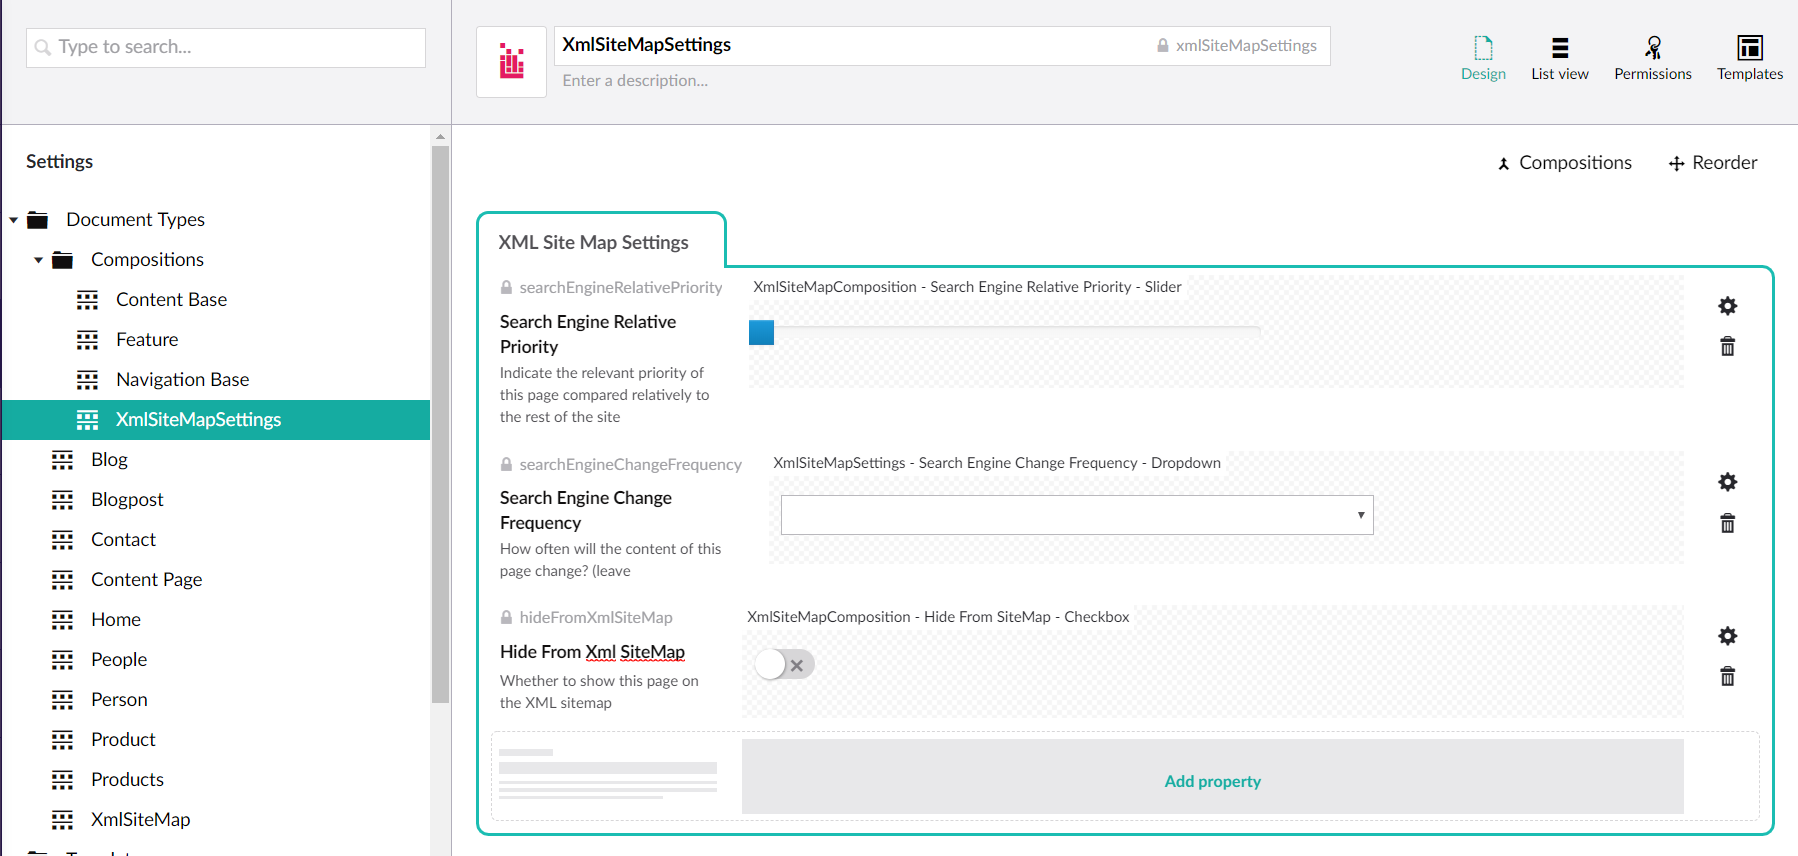 Type to search...
XmlSiteMapSettings
xmlSiteMapSettings
Enter a description...
Design
List view
Permissions
Templates
Settings
Document Types
Compositions
Content Base
Feature
Navigation Base
XmlSiteMapSettings
Blog
Blogpost
Contact
Content Page
Home
People
Person
Product
Products
XmlSiteMap
Compositions
Reorder
XML Site Map Settings
searchEngineRelativePriority
XmlSiteMapComposition - Search Engine Relative Priority - Slider
Search Engine Relative
Priority
Indicate the relevant priority of
this page compared relatively to
the rest of the site
searchEngineChangeFrequency
XmlSiteMapSettings - Search Engine Change Frequency - Dropdown
Search Engine Change
Frequency
How often will the content of this
page change? (leave
hideFromXmlSiteMap
XmlSiteMapComposition - Hide From SiteMap - Checkbox
Hide From Xml SiteMap
Whether to show this page on
the XML sitemap
Add property